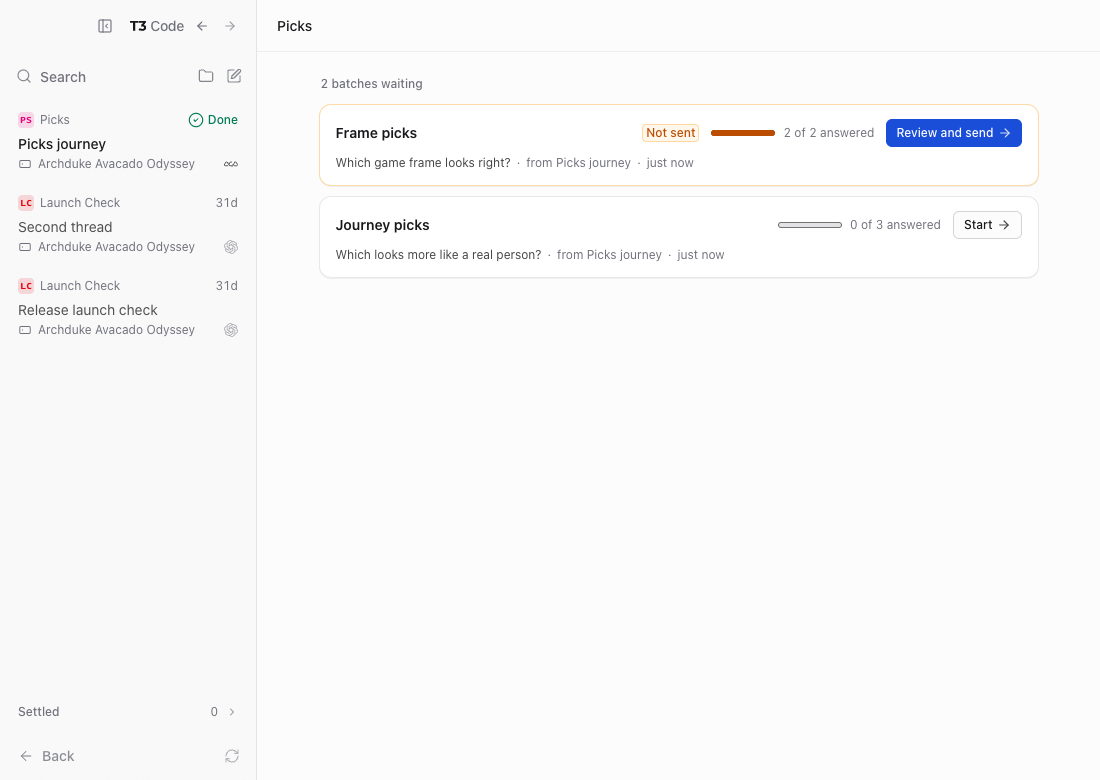 T3 Code
Search
PS Picks Done
Picks journey
Archduke Avacado Odyssey
LC Launch Check 31d
Second thread
Archduke Avacado Odyssey
LC Launch Check 31d
Release launch check
Archduke Avacado Odyssey
Settled 0
Back
Picks
2 batches waiting
Frame picks Not sent 2 of 2 answered Review and send
Which game frame looks right? · from Picks journey · just now
Journey picks 0 of 3 answered Start
Which looks more like a real person? · from Picks journey · just now